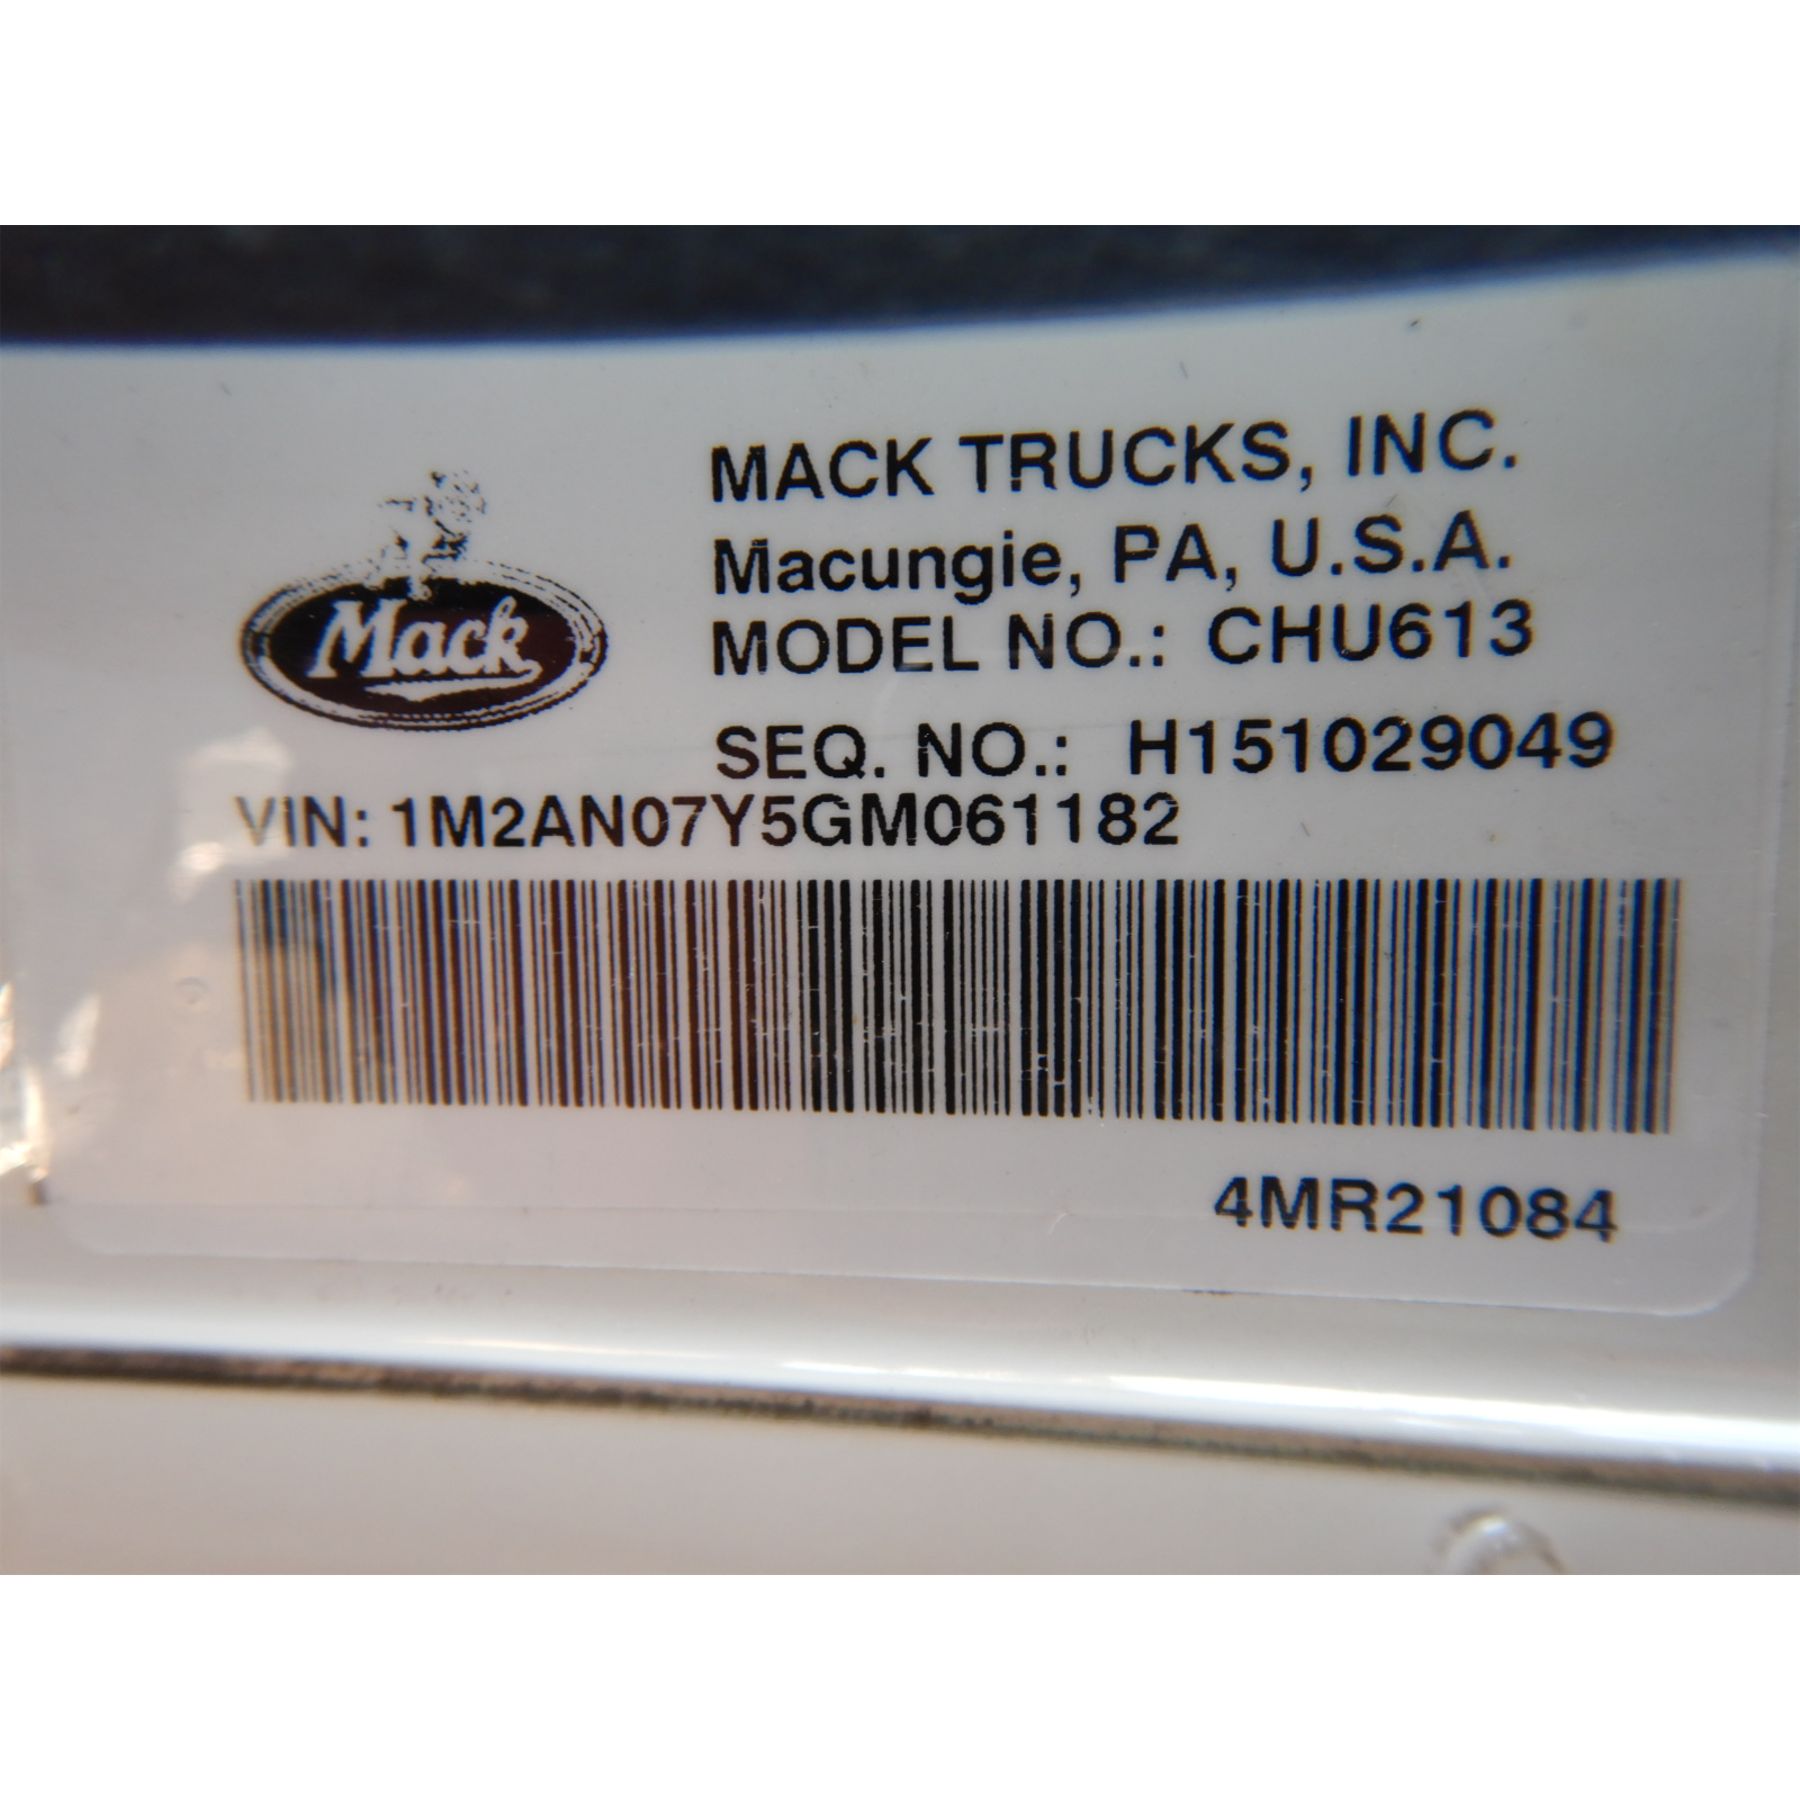 MACK TRUCKS, INC.
Macungie, PA, U.S.A.
Mack
MODEL NO.: CHU613
SEQ. NO.: H151029049
VIN: 1M2AN07Y5GM061182
4MR21084